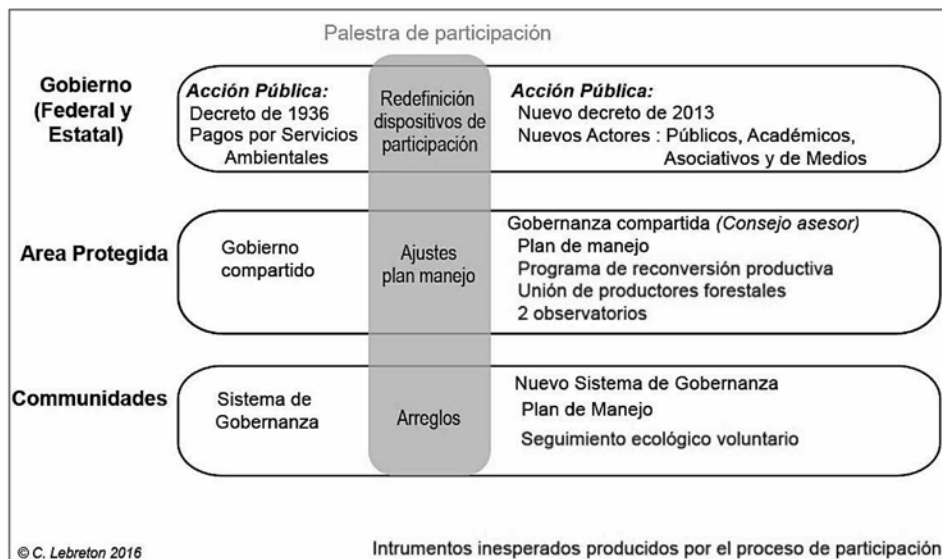 Palestra de participación
Gobierno
(Federal y
Estatal)
Acción Pública:
Decreto de 1936
Pagos por Servicios
Ambientales
Redefinición
dispositivos de
participación
Acción Pública:
Nuevo decreto de 2013
Nuevos Actores : Públicos, Académicos,
Asociativos y de Medios
Area Protegida
Gobierno
compartido
Ajustes
plan manejo
Gobernanza compartida (Consejo asesor)
Plan de manejo
Programa de reconversión productiva
Unión de productores forestales
2 observatorios
Communidades
Sistema de
Gobernanza
Arreglos
Nuevo Sistema de Gobernanza
Plan de Manejo
Seguimiento ecológico voluntario
© C. Lebreton 2016
Intrumentos inesperados producidos por el proceso de participación